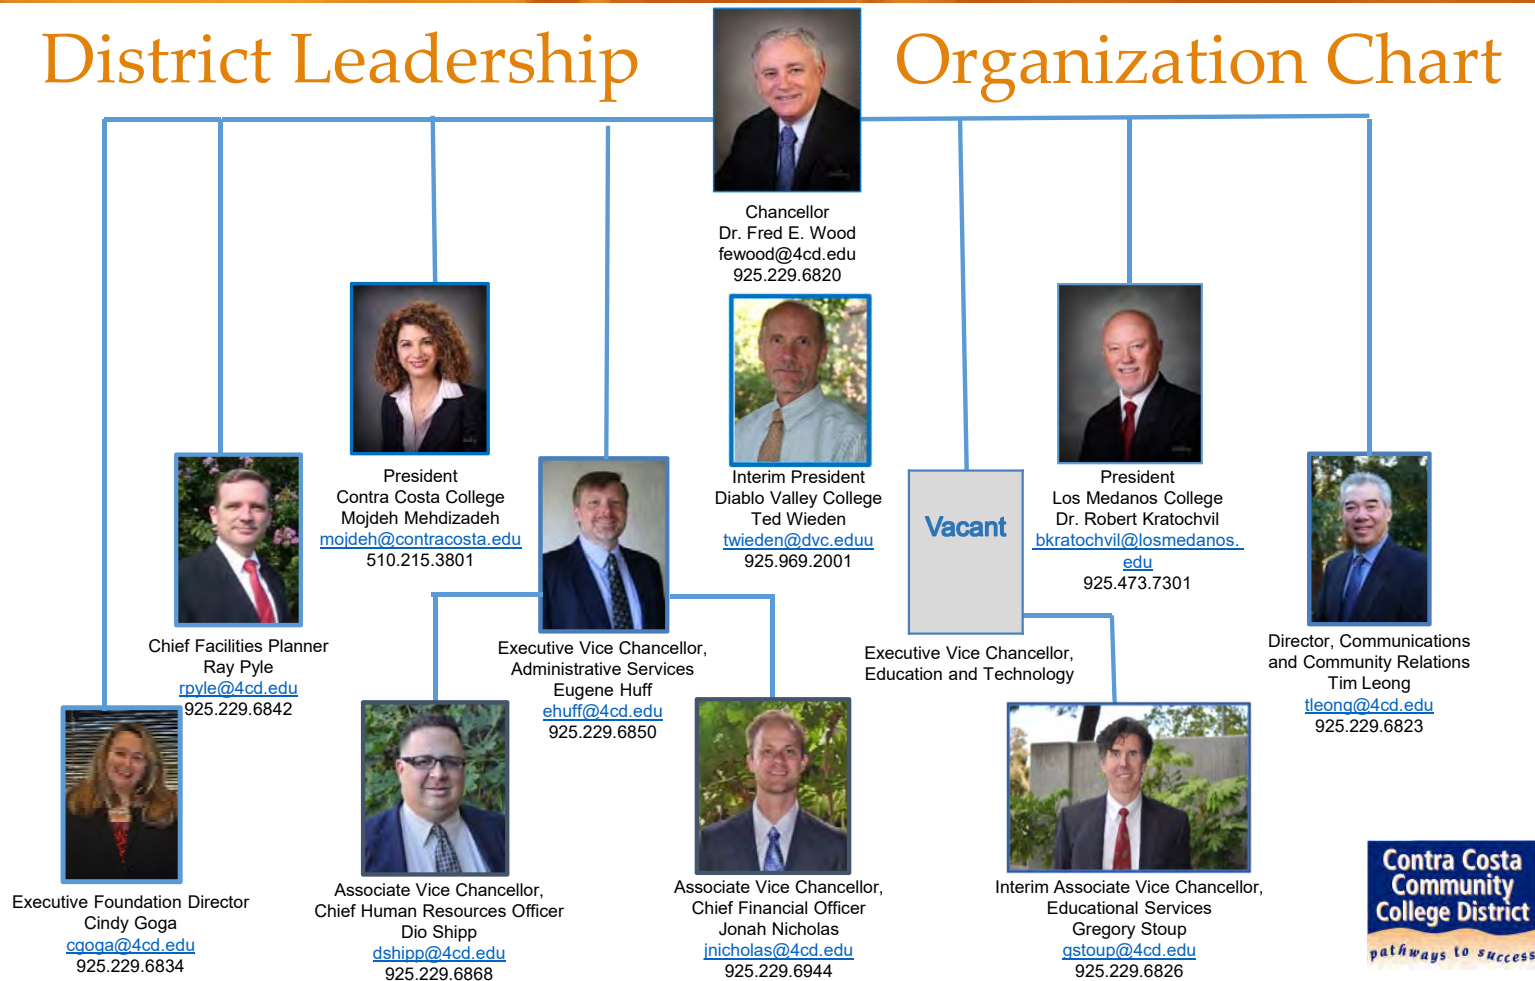 District Leadership
Organization Chart
Chancellor
Dr. Fred E. Wood
fewood@4cd.edu
925.229.6820
President
Contra Costa College
Mojdeh Mehdizadeh
mojdeh@contracosta.edu
510.215.3801
Interim President
Diablo Valley College
Ted Wieden
twieden@dvc.eduu
925.969.2001
President
Los Medanos College
Dr. Robert Kratochvil
bkratochvil@losmedanos.
edu
925.473.7301
Chief Facilities Planner
Ray Pyle
rpyle@4cd.edu
925.229.6842
Executive Vice Chancellor,
Administrative Services
Eugene Huff
ehuff@4cd.edu
925.229.6850
Vacant
Executive Vice Chancellor,
Education and Technology
Director, Communications
and Community Relations
Tim Leong
tleong@4cd.edu
925.229.6823
Executive Foundation Director
Cindy Goga
cgoga@4cd.edu
925.229.6834
Associate Vice Chancellor,
Chief Human Resources Officer
Dio Shipp
dshipp@4cd.edu
925.229.6868
Associate Vice Chancellor,
Chief Financial Officer
Jonah Nicholas
jnicholas@4cd.edu
925.229.6944
Interim Associate Vice Chancellor,
Educational Services
Gregory Stoup
gstoup@4cd.edu
925.229.6826
Contra Costa
Community
College District
pathways to success